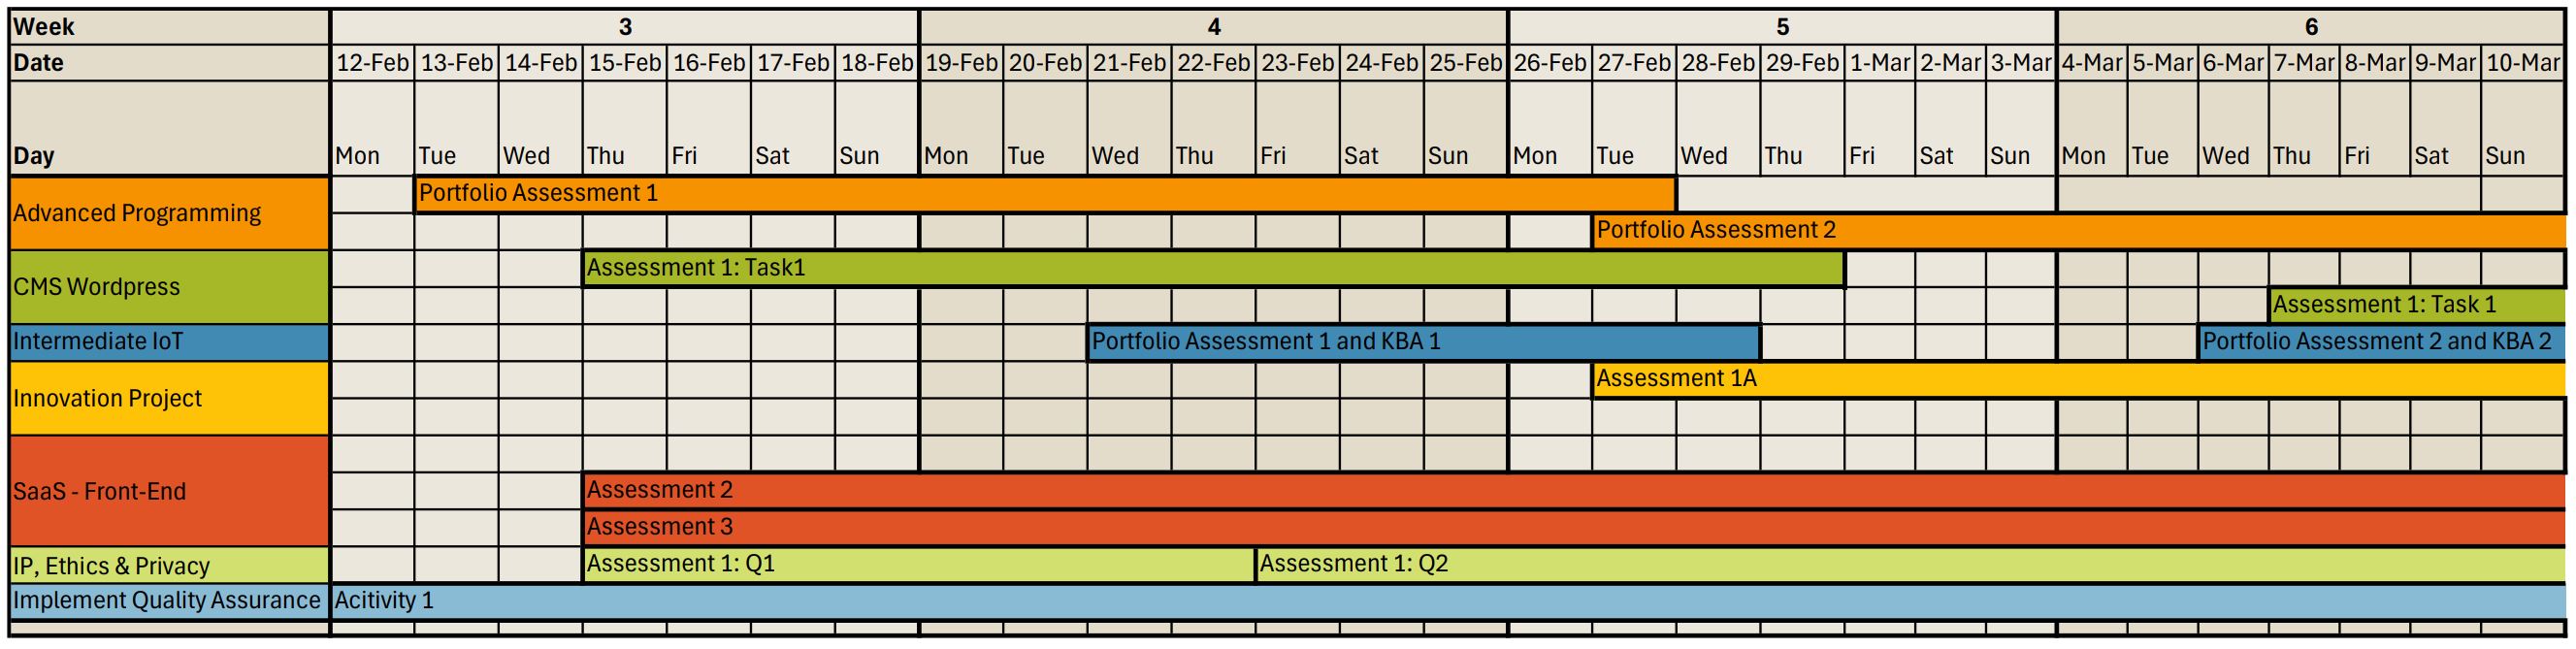 Week 3 4 5 6
Date 12-Feb 13-Feb 14-Feb 15-Feb 16-Feb 17-Feb 18-Feb 19-Feb 20-Feb 21-Feb 22-Feb 23-Feb 24-Feb 25-Feb 26-Feb 27-Feb 28-Feb 29-Feb 1-Mar 2-Mar 3-Mar 4-Mar 5-Mar 6-Mar 7-Mar 8-Mar 9-Mar 10-Mar
Day Mon Tue Wed Thu Fri Sat Sun Mon Tue Wed Thu Fri Sat Sun Mon Tue Wed Thu Fri Sat Sun Mon Tue Wed Thu Fri Sat Sun
Advanced Programming
Portfolio Assessment 1
Portfolio Assessment 2
CMS Wordpress
Assessment 1: Task1
Assessment 1: Task 1
Intermediate IoT Portfolio Assessment 1 and KBA 1 Portfolio Assessment 2 and KBA 2
Innovation Project
Assessment 1A
SaaS - Front-End
Assessment 2
Assessment 3
IP, Ethics & Privacy Assessment 1: Q1 Assessment 1: Q2
Implement Quality Assurance Acitivity 1